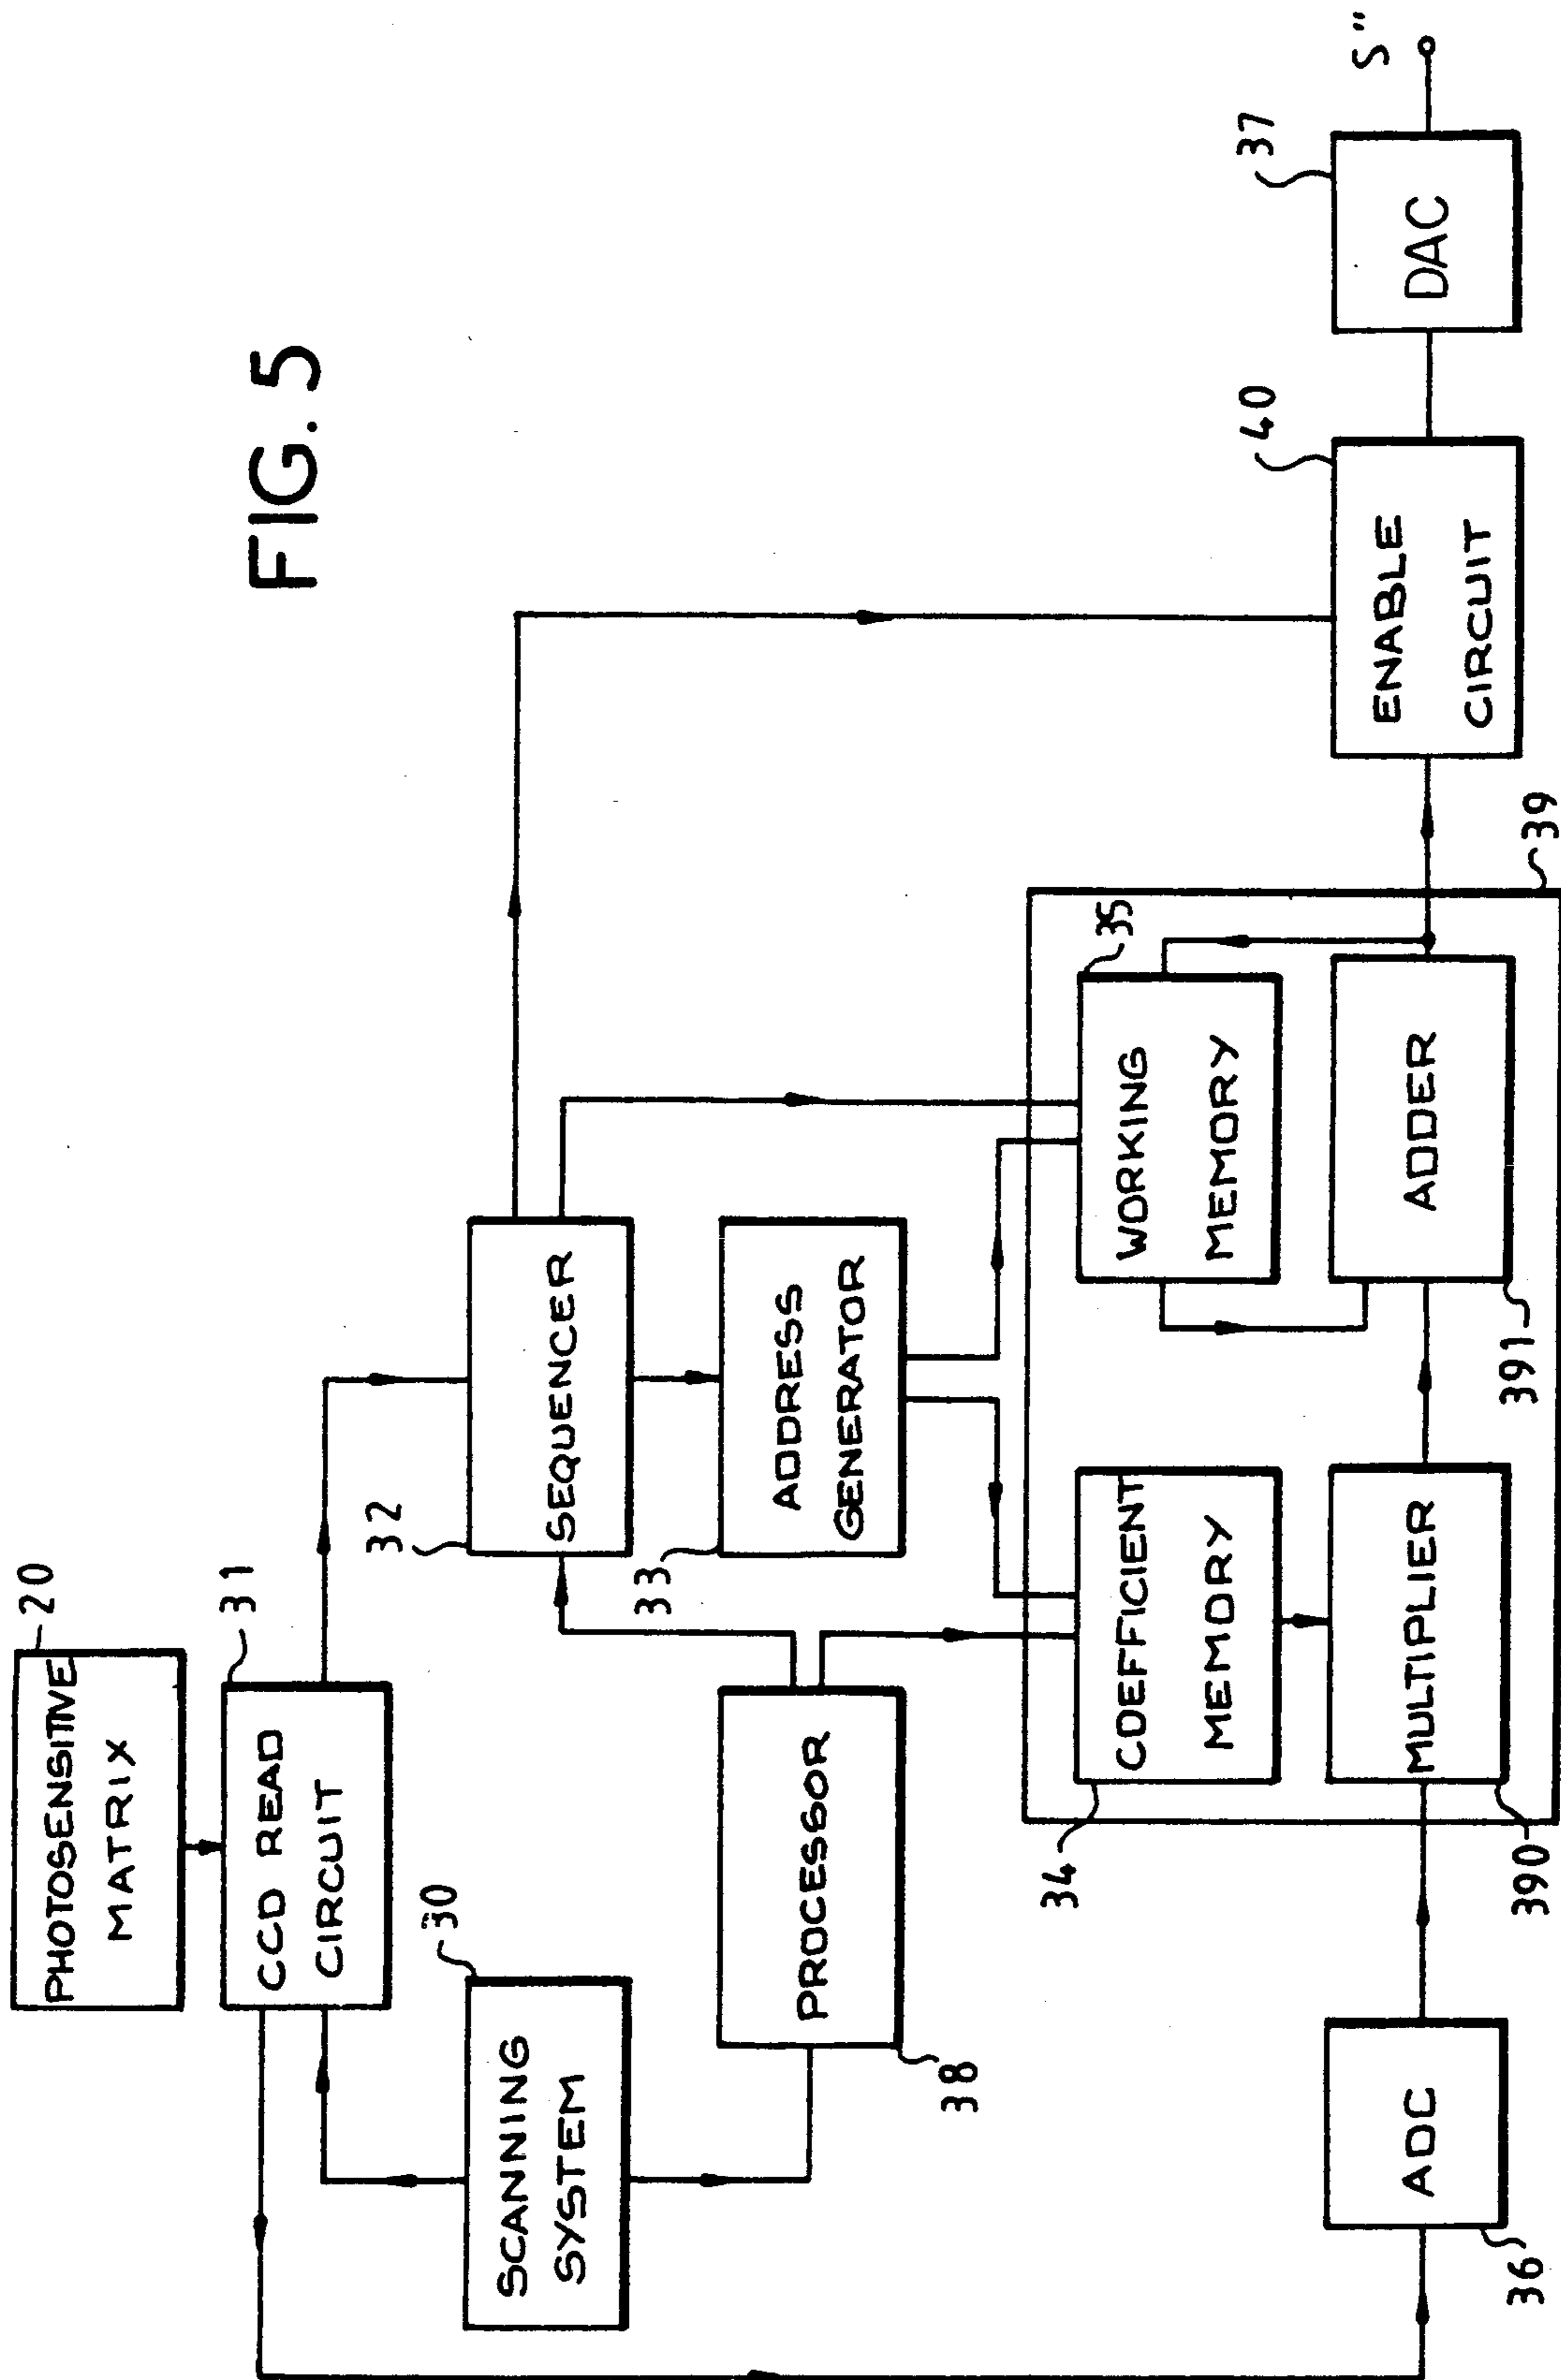 FIG. 5
PHOTOSENSITIVE
MATRIX
20
CCD READ
CIRCUIT
31
SCANNING
SYSTEM
30
32
SEQUENCER
33
ADDRESS
GENERATOR
PROCESSOR
38
34
COEFFICIENT
MEMORY
WORKING
MEMORY
35
39
36
ADC
390
MULTIPLIER
391
ADDER
ENABLE
CIRCUIT
40
DAC
37
S"